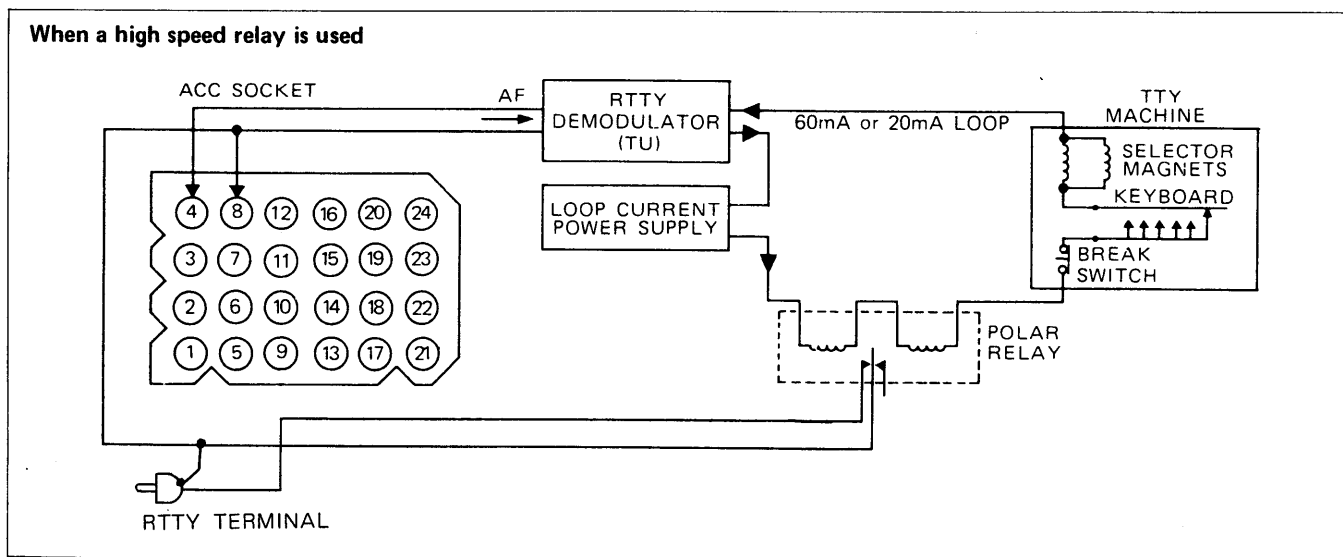 When a high speed relay is used
ACC SOCKET
AF
RTTY
DEMODULATOR
(TU)
60mA or 20mA LOOP
TTY
MACHINE
SELECTOR
MAGNETS
KEYBOARD
BREAK
SWITCH
LOOP CURRENT
POWER SUPPLY
4 8 12 16 20 24
3 7 11 15 19 23
2 6 10 14 18 22
1 5 9 13 17 21
POLAR
RELAY
RTTY TERMINAL